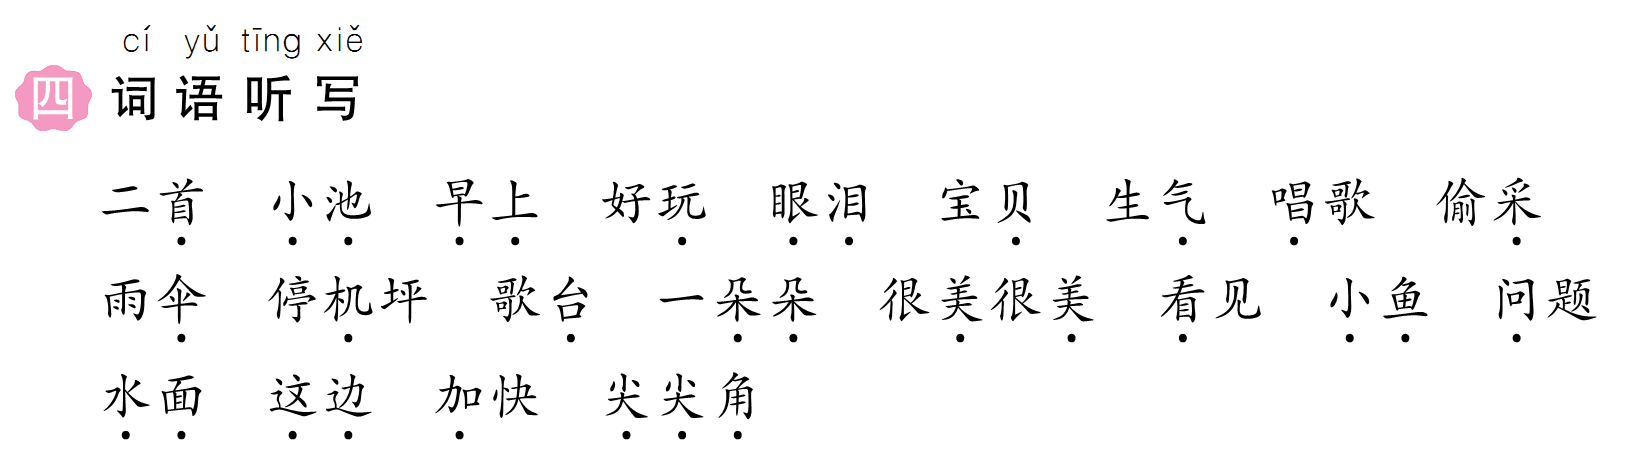 cí yǔ tīng xiě
四 词语听写
二首 小池 早上 好玩 眼泪 宝贝 生气 唱歌 偷采
雨伞 停机坪 歌台 一朵朵 很美很美 看见 小鱼 问题
水面 这边 加快 尖尖角